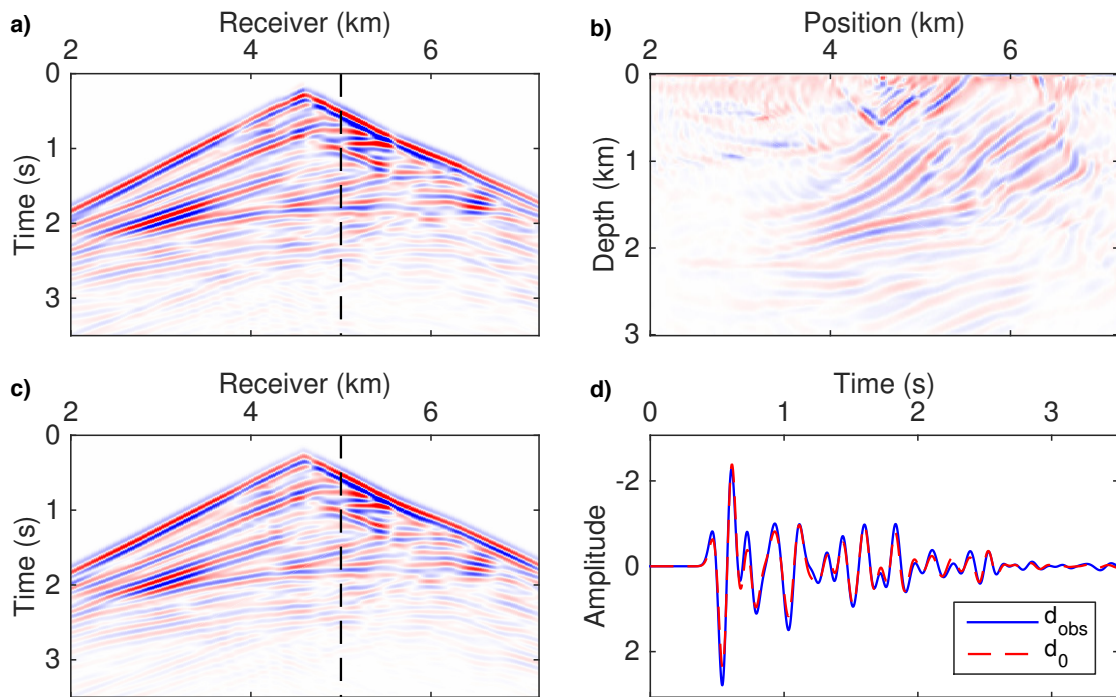 a)
Receiver (km)
2 4 6
0
1
2
3
Time (s)
b)
Position (km)
2 4 6
0
1
2
3
Depth (km)
c)
Receiver (km)
2 4 6
0
1
2
3
Time (s)
d)
Time (s)
0 1 2 3
-2
0
2
Amplitude
d_obs
d_0